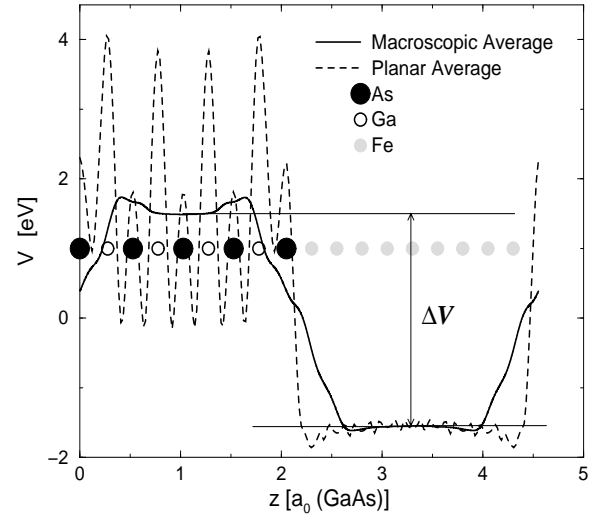 Macroscopic Average
Planar Average
As
Ga
Fe
V [eV]
4
2
0
−2
ΔV
0 1 2 3 4 5
z [a₀ (GaAs)]